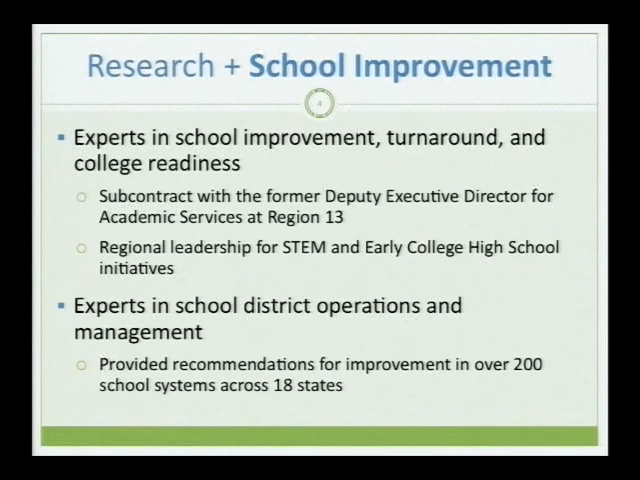 Research + School Improvement
▪ Experts in school improvement, turnaround, and
college readiness
○ Subcontract with the former Deputy Executive Director for
Academic Services at Region 13
○ Regional leadership for STEM and Early College High School
initiatives
▪ Experts in school district operations and
management
○ Provided recommendations for improvement in over 200
school systems across 18 states